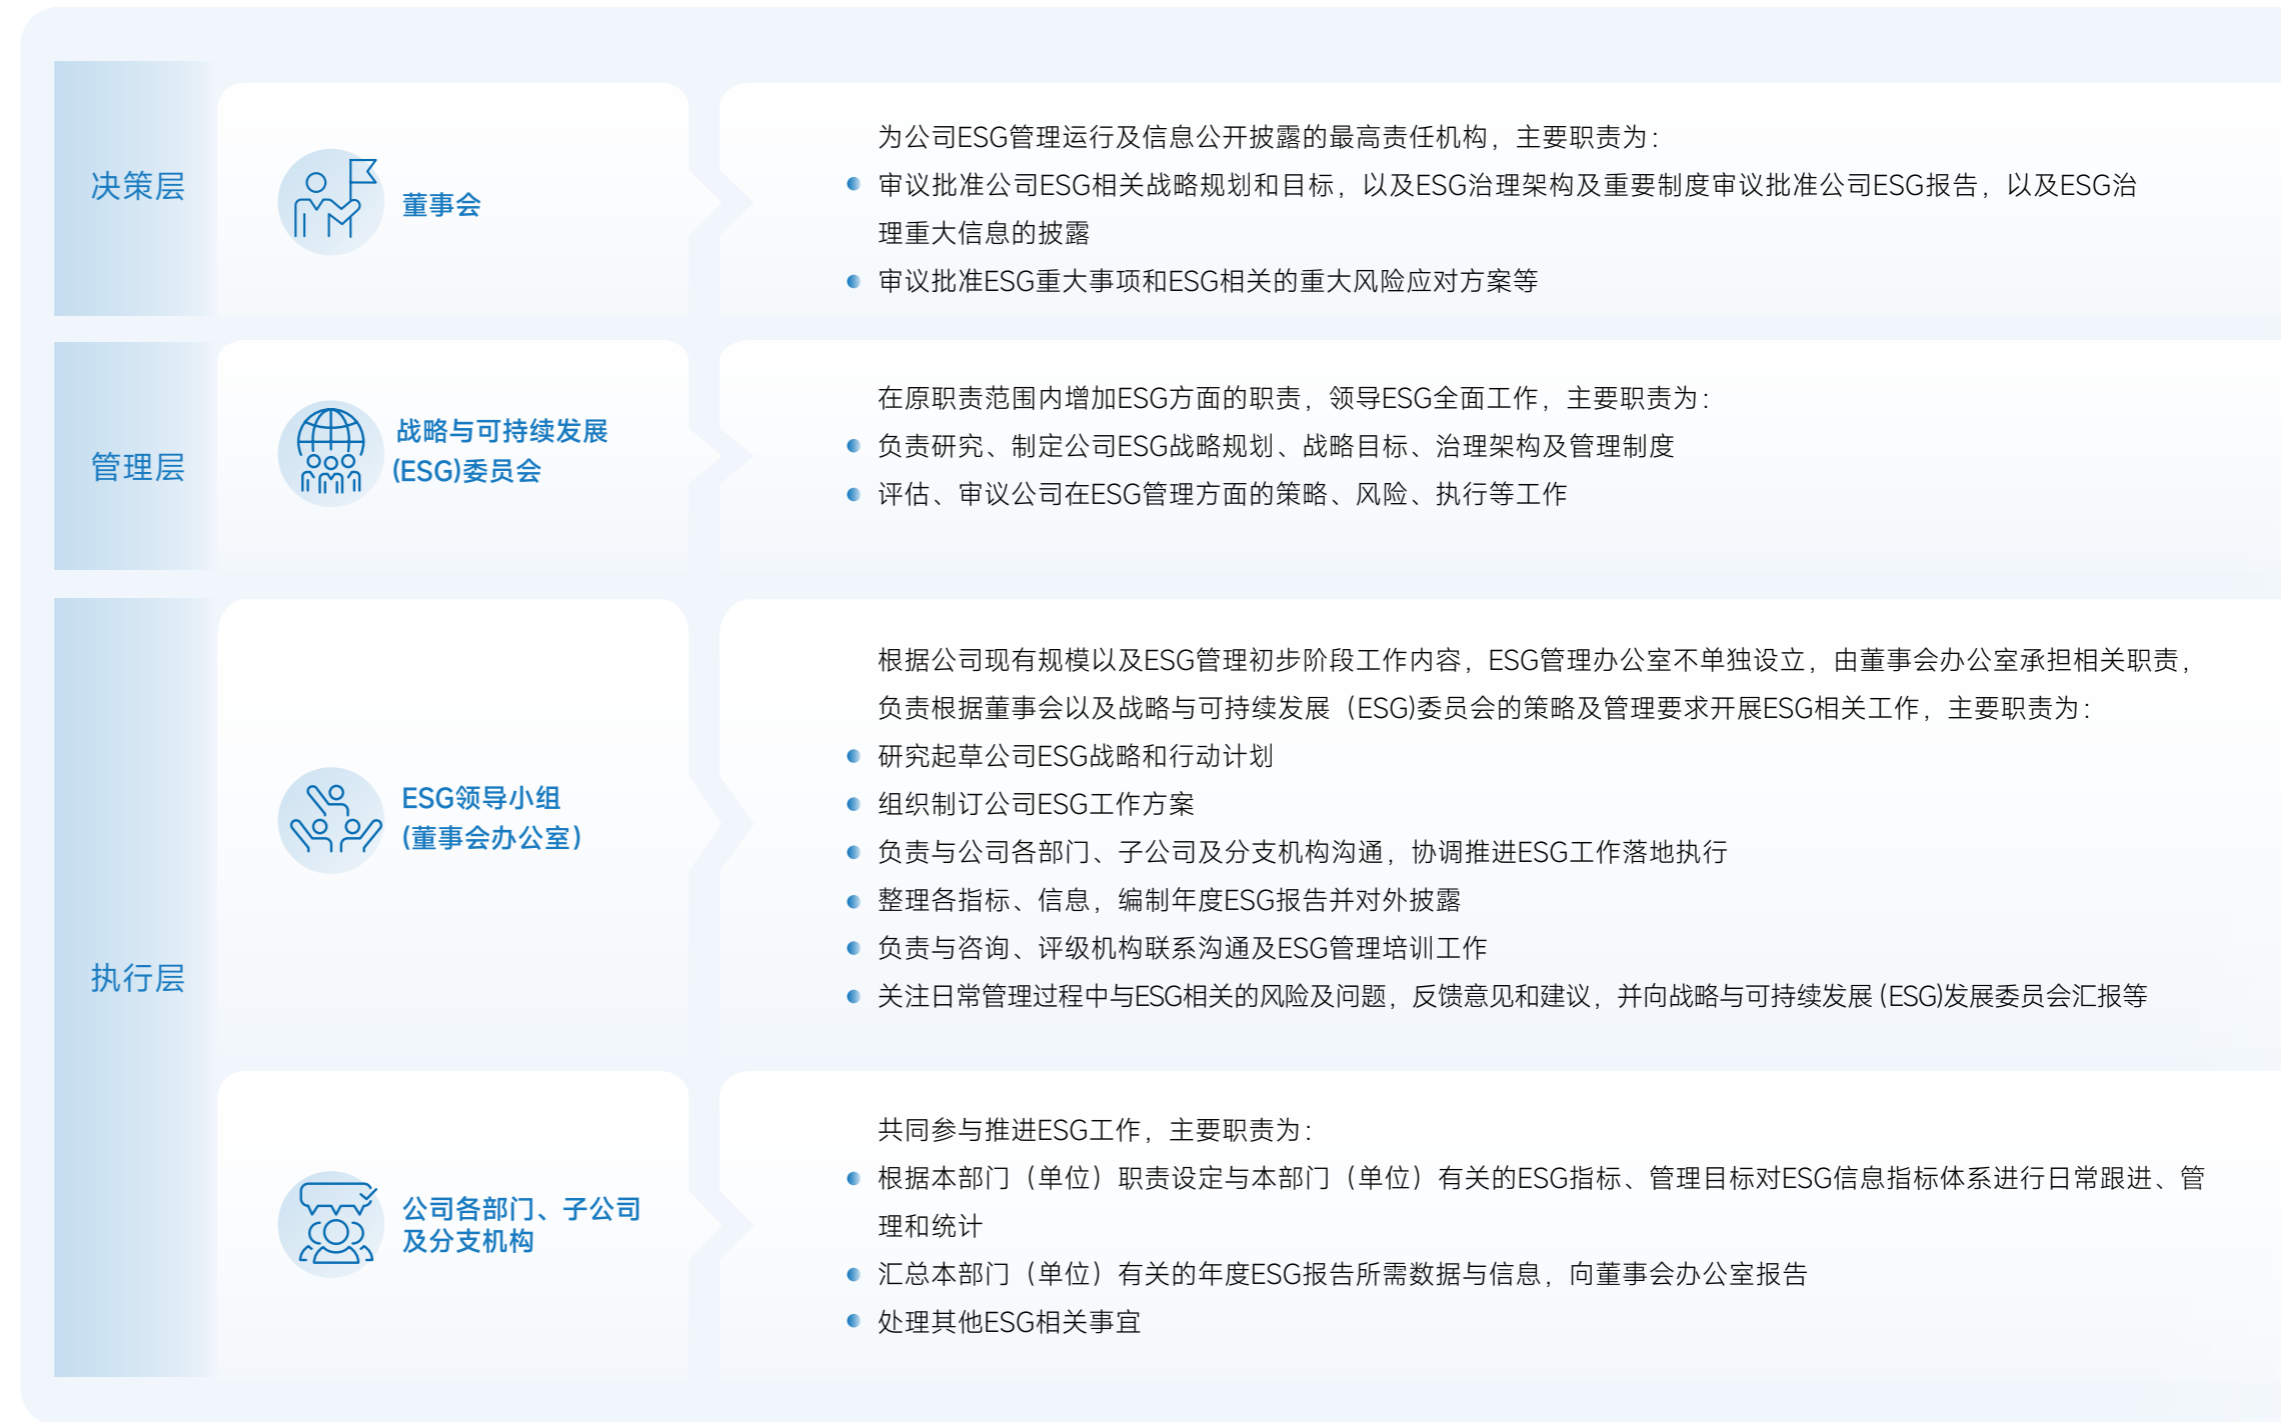 决策层
董事会
为公司ESG管理运行及信息公开披露的最高责任机构，主要职责为：
审议批准公司ESG相关战略规划和目标，以及ESG治理架构及重要制度审议批准公司ESG报告，以及ESG治
理重大信息的披露
审议批准ESG重大事项和ESG相关的重大风险应对方案等
管理层
战略与可持续发展
(ESG)委员会
在原职责范围内增加ESG方面的职责，领导ESG全面工作，主要职责为：
负责研究、制定公司ESG战略规划、战略目标、治理架构及管理制度
评估、审议公司在ESG管理方面的策略、风险、执行等工作
执行层
ESG领导小组
(董事会办公室）
根据公司现有规模以及ESG管理初步阶段工作内容，ESG管理办公室不单独设立，由董事会办公室承担相关职责，
负责根据董事会以及战略与可持续发展（ESG)委员会的策略及管理要求开展ESG相关工作，主要职责为：
研究起草公司ESG战略和行动计划
组织制订公司ESG工作方案
负责与公司各部门、子公司及分支机构沟通，协调推进ESG工作落地执行
整理各指标、信息，编制年度ESG报告并对外披露
负责与咨询、评级机构联系沟通及ESG管理培训工作
关注日常管理过程中与ESG相关的风险及问题，反馈意见和建议，并向战略与可持续发展 (ESG)发展委员会汇报等
公司各部门、子公司
及分支机构
共同参与推进ESG工作，主要职责为：
根据本部门（单位）职责设定与本部门（单位）有关的ESG指标、管理目标对ESG信息指标体系进行日常跟进、管
理和统计
汇总本部门（单位）有关的年度ESG报告所需数据与信息，向董事会办公室报告
处理其他ESG相关事宜